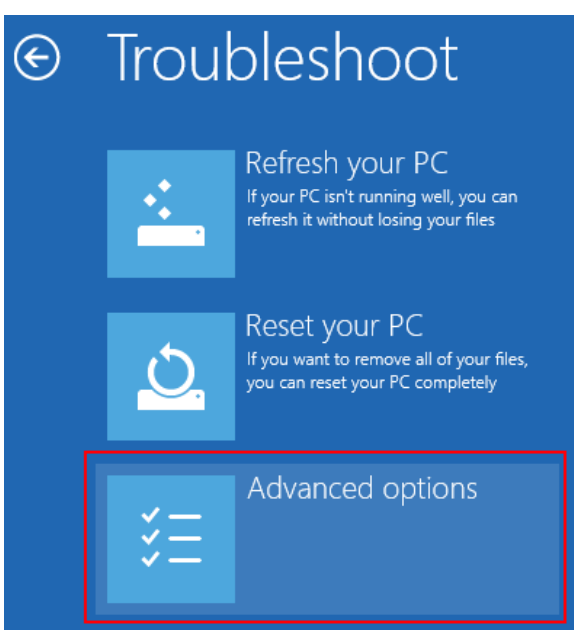 Troubleshoot
Refresh your PC
If your PC isn't running well, you can
refresh it without losing your files
Reset your PC
If you want to remove all of your files,
you can reset your PC completely
Advanced options